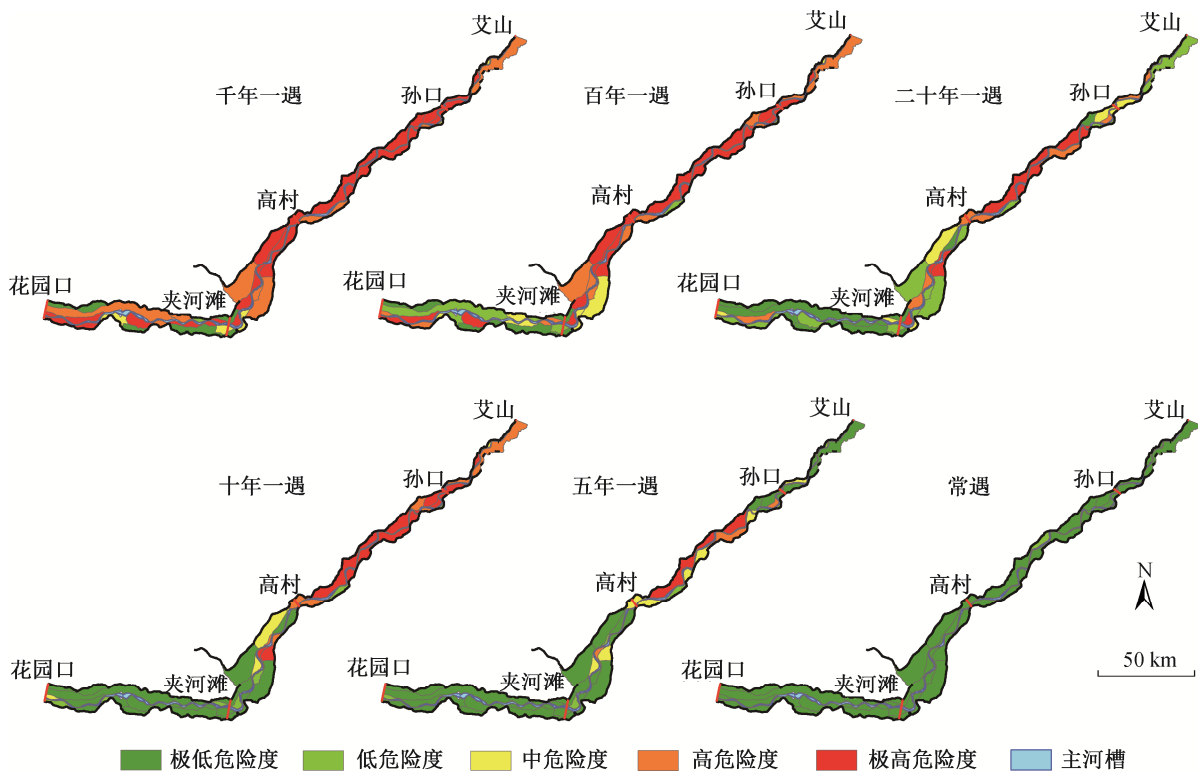 艾山
孙口
千年一遇
高村
花园口
夹河滩
艾山
孙口
百年一遇
高村
花园口
夹河滩
艾山
孙口
二十年一遇
高村
花园口
夹河滩
艾山
孙口
十年一遇
高村
花园口
夹河滩
艾山
孙口
五年一遇
高村
花园口
夹河滩
艾山
孙口
常遇
高村
花园口
夹河滩
N
50 km
极低危险度 低危险度 中危险度 高危险度 极高危险度 主河槽